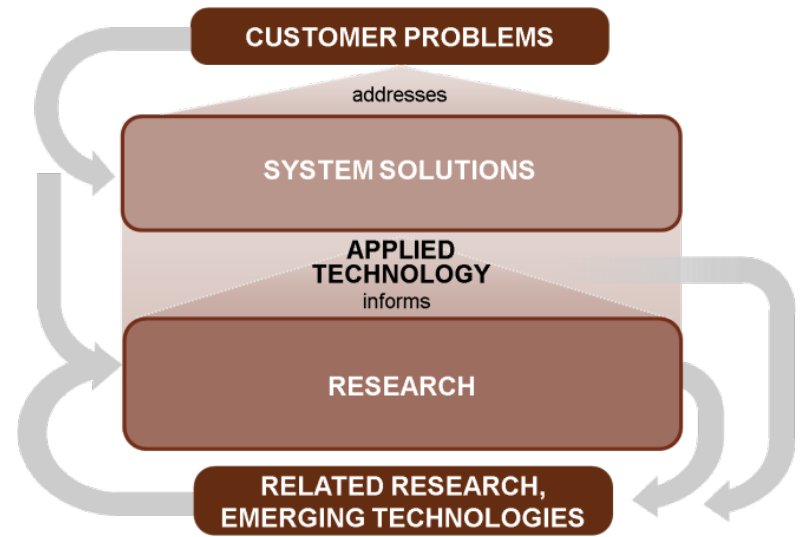 CUSTOMER PROBLEMS
addresses
SYSTEM SOLUTIONS
APPLIED
TECHNOLOGY
informs
RESEARCH
RELATED RESEARCH,
EMERGING TECHNOLOGIES